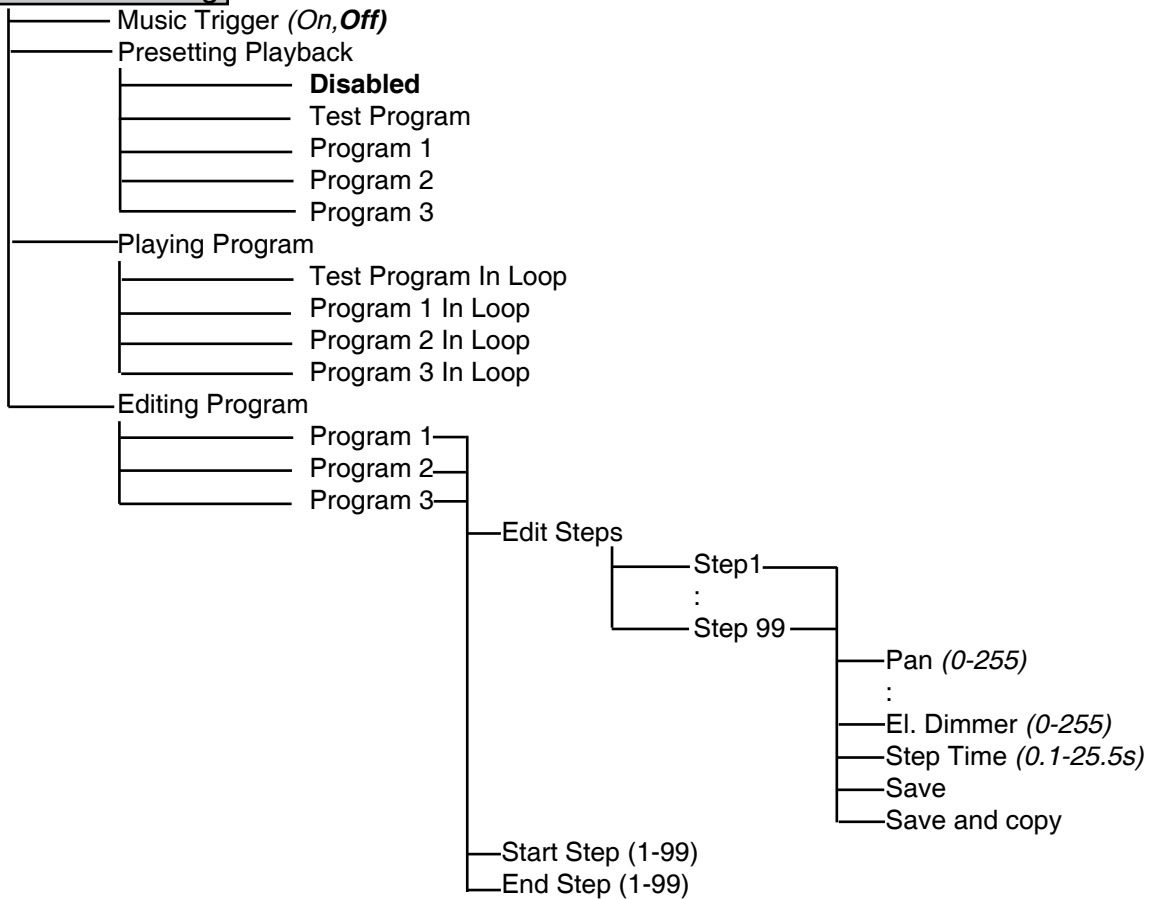 Music Trigger (On,Off)
Presetting Playback
Disabled
Test Program
Program 1
Program 2
Program 3
Playing Program
Test Program In Loop
Program 1 In Loop
Program 2 In Loop
Program 3 In Loop
Editing Program
Program 1
Program 2
Program 3
Edit Steps
Step1
:
Step 99
Pan (0-255)
:
El. Dimmer (0-255)
Step Time (0.1-25.5s)
Save
Save and copy
Start Step (1-99)
End Step (1-99)